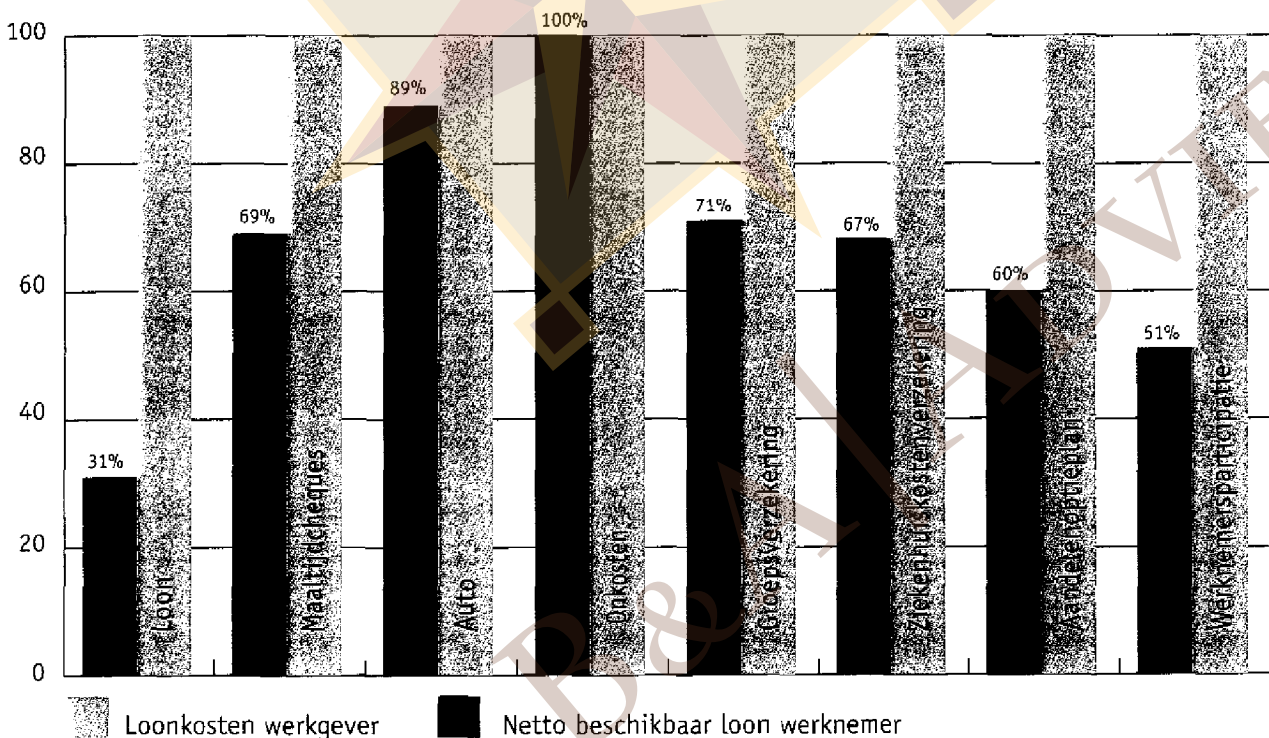 100
80
60
40
20
0
31%
69%
89%
100%
71%
67%
60%
51%
Loon
Maaltijdcheques
Auto
Onkosten
Groepsverzekering
Ziekenhuiskostenverzekering
Aandelenoptieplan
Werknemersparticipatie
Loonkosten werkgever
Netto beschikbaar loon werknemer
B&A